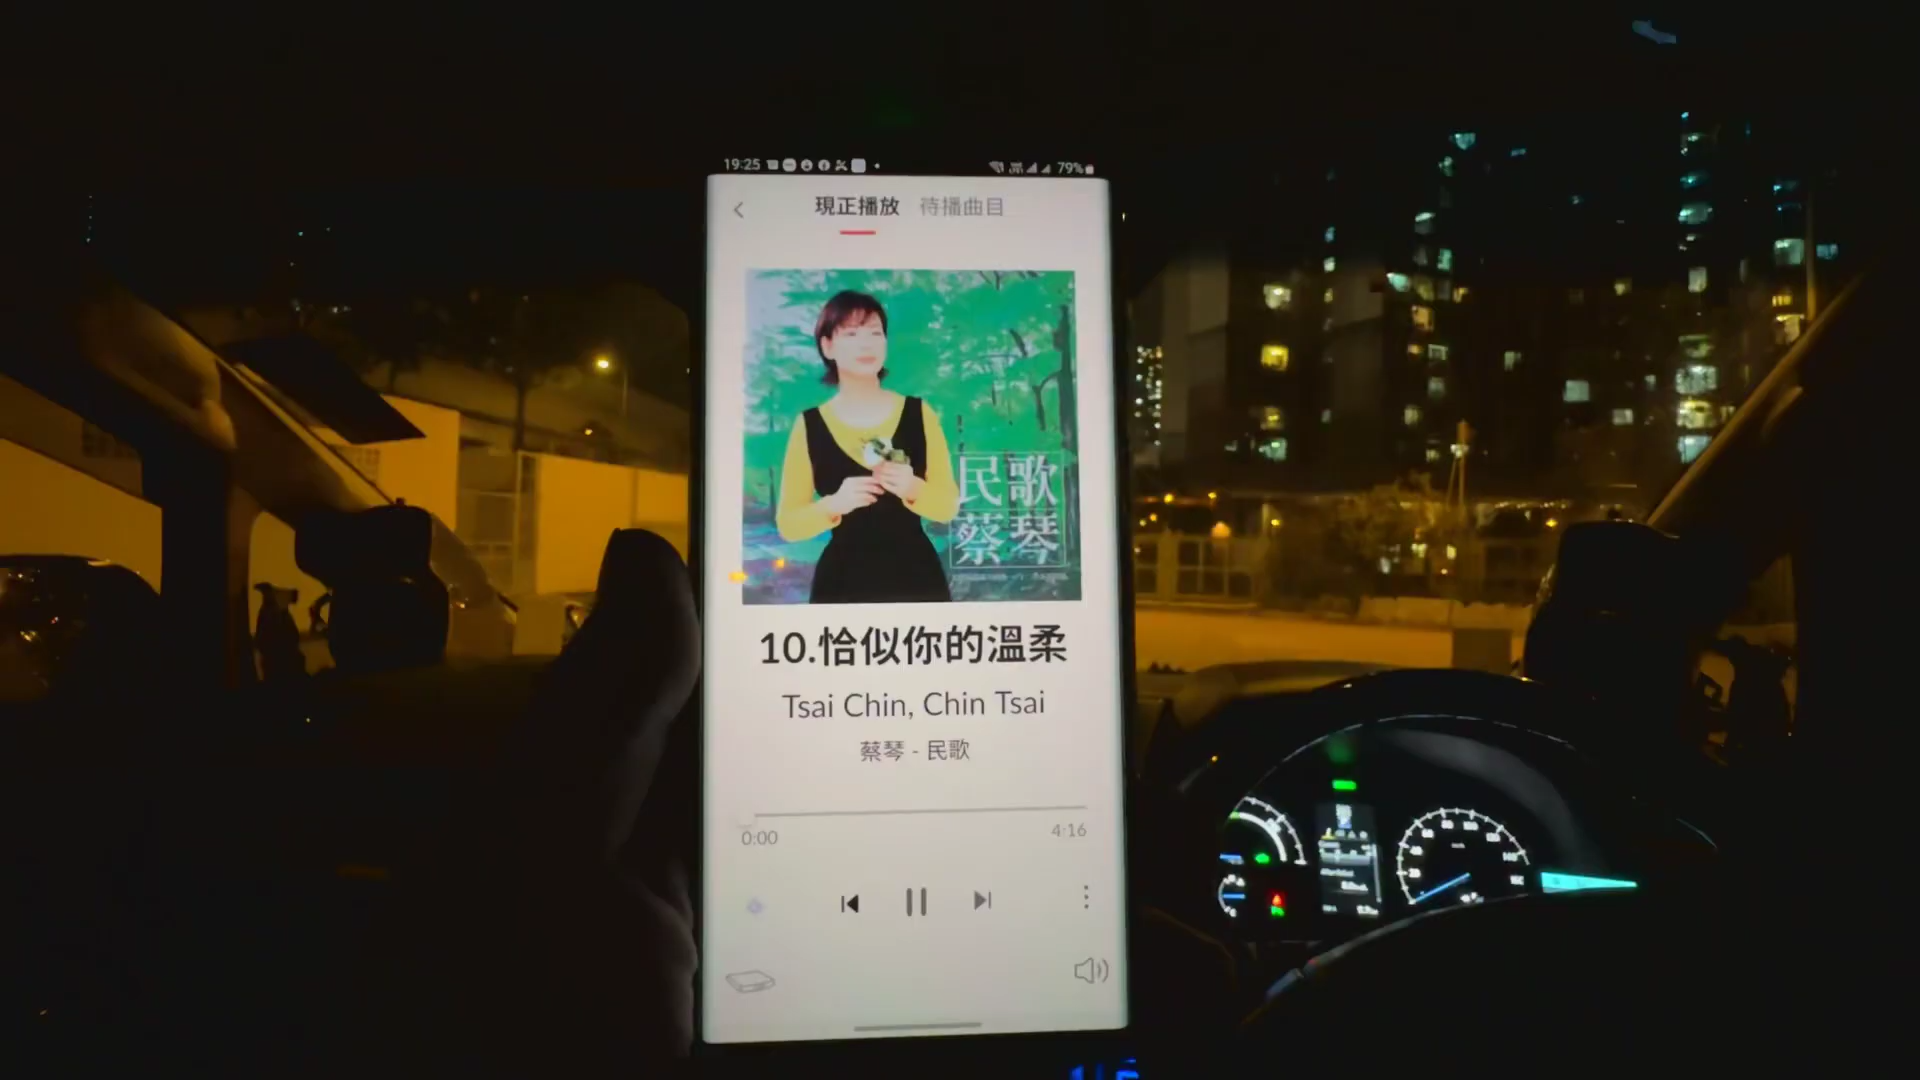 19:25 79%
現正播放 待播曲目
民歌
蔡琴
10.恰似你的溫柔
Tsai Chin, Chin Tsai
蔡琴 - 民歌
0:00 4:16